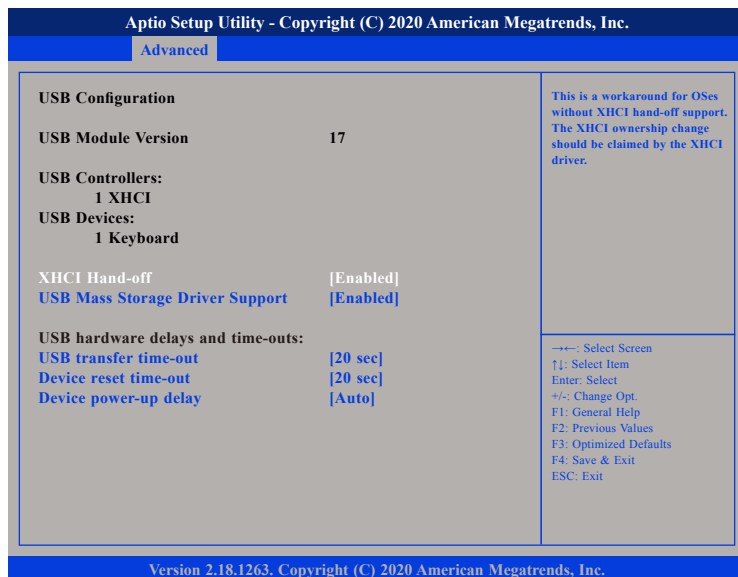 Aptio Setup Utility - Copyright (C) 2020 American Megatrends, Inc.
Advanced
USB Configuration
USB Module Version 17
USB Controllers:
1 XHCI
USB Devices:
1 Keyboard
XHCI Hand-off [Enabled]
USB Mass Storage Driver Support [Enabled]
USB hardware delays and time-outs:
USB transfer time-out [20 sec]
Device reset time-out [20 sec]
Device power-up delay [Auto]
This is a workaround for OSes
without XHCI hand-off support.
The XHCI ownership change
should be claimed by the XHCI
driver.
→←: Select Screen
↑↓: Select Item
Enter: Select
+/-: Change Opt.
F1: General Help
F2: Previous Values
F3: Optimized Defaults
F4: Save & Exit
ESC: Exit
Version 2.18.1263. Copyright (C) 2020 American Megatrends, Inc.